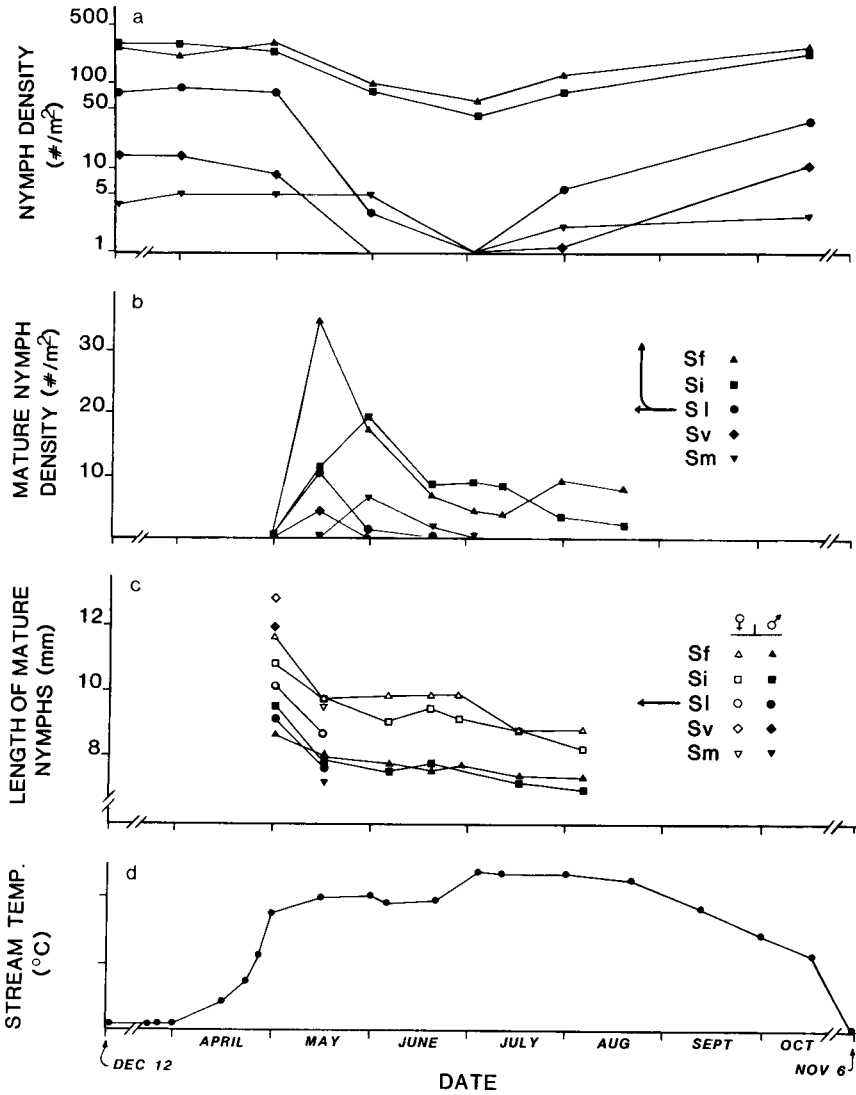 a
500
100
50
10
5
1
NYMPH DENSITY
(#/m²)
b
30
20
10
MATURE NYMPH
DENSITY (#/m²)
Sf
Si
Sl
Sv
Sm
c
12
10
8
LENGTH OF MATURE
NYMPHS (mm)
♀ ♂
Sf
Si
Sl
Sv
Sm
d
STREAM TEMP.
(°C)
APRIL MAY JUNE JULY AUG SEPT OCT
DEC 12 NOV 6
DATE